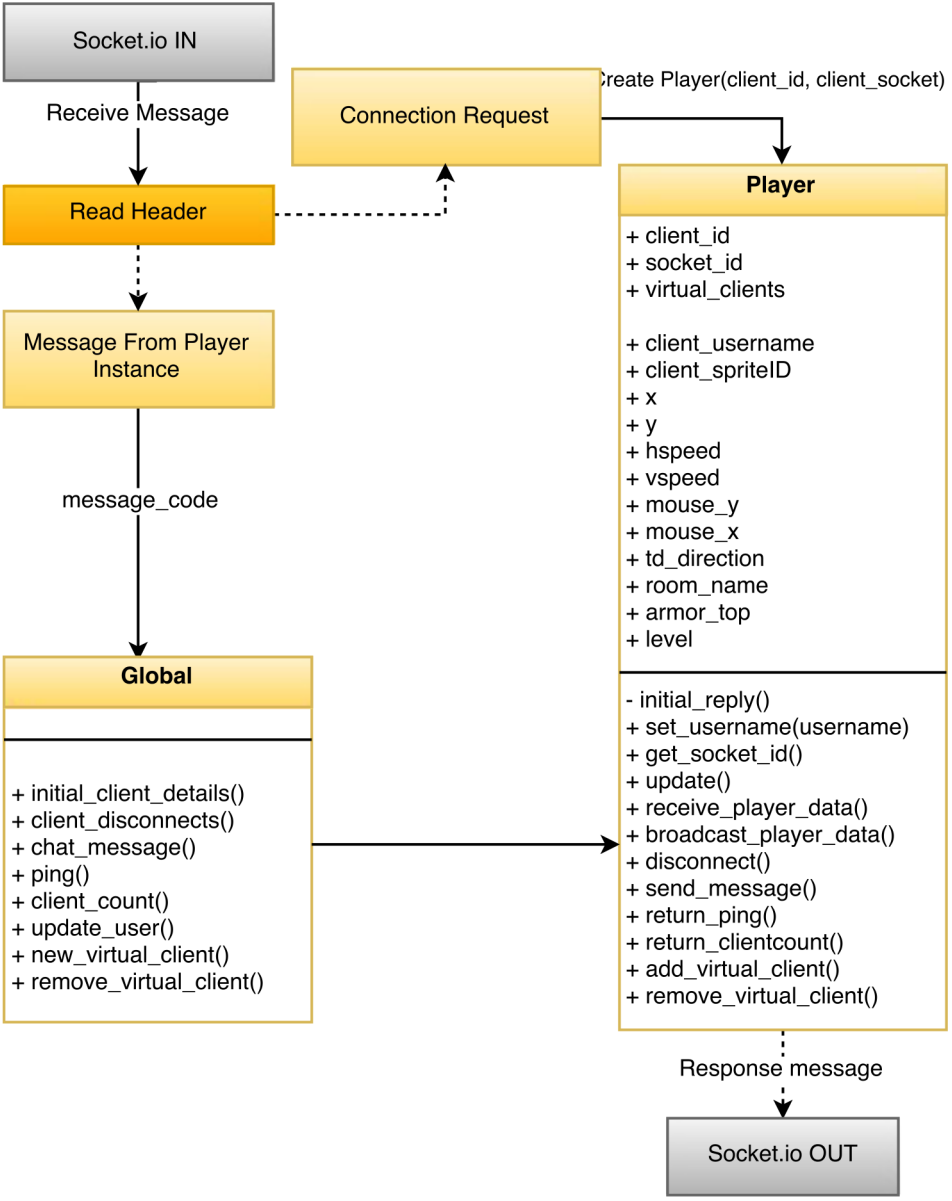 Socket.io IN
Receive Message
Read Header
Connection Request
Create Player(client_id, client_socket)
Message From Player
Instance
message_code
Global
+ initial_client_details()
+ client_disconnects()
+ chat_message()
+ ping()
+ client_count()
+ update_user()
+ new_virtual_client()
+ remove_virtual_client()
Player
+ client_id
+ socket_id
+ virtual_clients
+ client_username
+ client_spriteID
+ x
+ y
+ hspeed
+ vspeed
+ mouse_y
+ mouse_x
+ td_direction
+ room_name
+ armor_top
+ level
- initial_reply()
+ set_username(username)
+ get_socket_id()
+ update()
+ receive_player_data()
+ broadcast_player_data()
+ disconnect()
+ send_message()
+ return_ping()
+ return_clientcount()
+ add_virtual_client()
+ remove_virtual_client()
Response message
Socket.io OUT